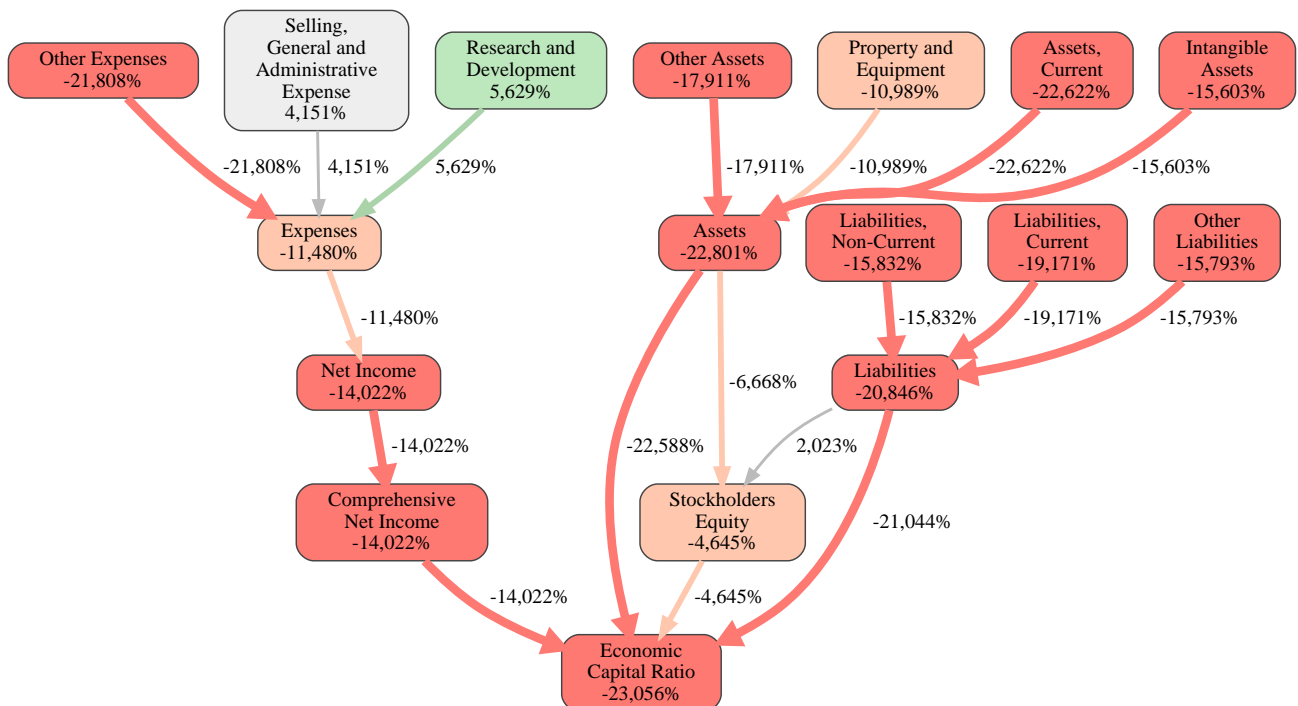 Selling,
General and
Administrative
Expense
4,151%
Other Expenses
-21,808%
Research and
Development
5,629%
Other Assets
-17,911%
Property and
Equipment
-10,989%
Assets,
Current
-22,622%
Intangible
Assets
-15,603%
-21,808%
4,151%
5,629%
-17,911%
-10,989%
-22,622%
-15,603%
Expenses
-11,480%
Assets
-22,801%
Liabilities,
Non-Current
-15,832%
Liabilities,
Current
-19,171%
Other
Liabilities
-15,793%
-11,480%
-15,832%
-19,171%
-15,793%
Net Income
-14,022%
-6,668%
Liabilities
-20,846%
-14,022%
-22,588%
2,023%
Comprehensive
Net Income
-14,022%
Stockholders
Equity
-4,645%
-21,044%
-14,022%
-4,645%
Economic
Capital Ratio
-23,056%